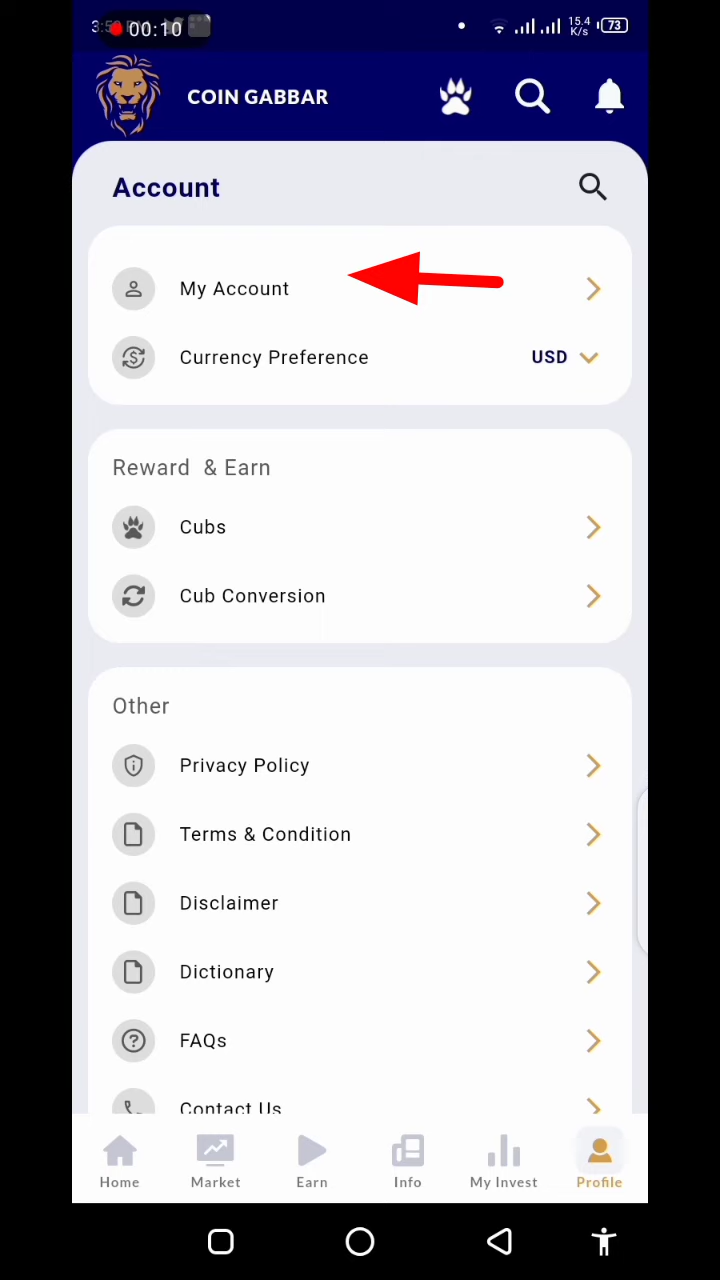 00:10
15.4
K/s
73
COIN GABBAR
Account
My Account
Currency Preference
USD
Reward & Earn
Cubs
Cub Conversion
Other
Privacy Policy
Terms & Condition
Disclaimer
Dictionary
FAQs
Contact Us
Home
Market
Earn
Info
My Invest
Profile